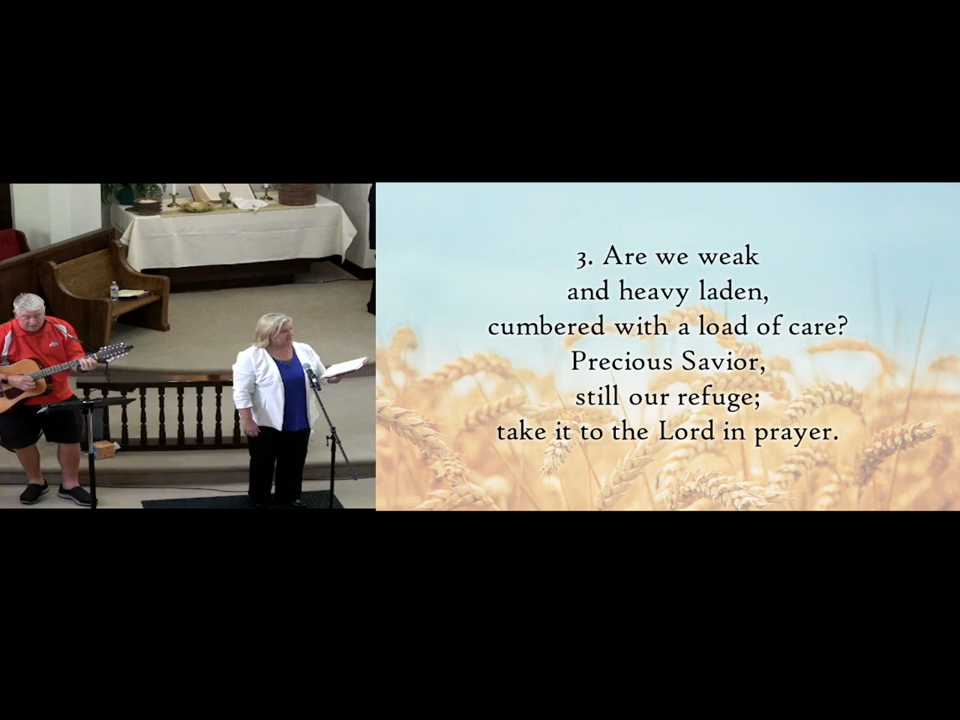 3. Are we weak
and heavy laden,
cumbered with a load of care?
Precious Savior,
still our refuge;
take it to the Lord in prayer.